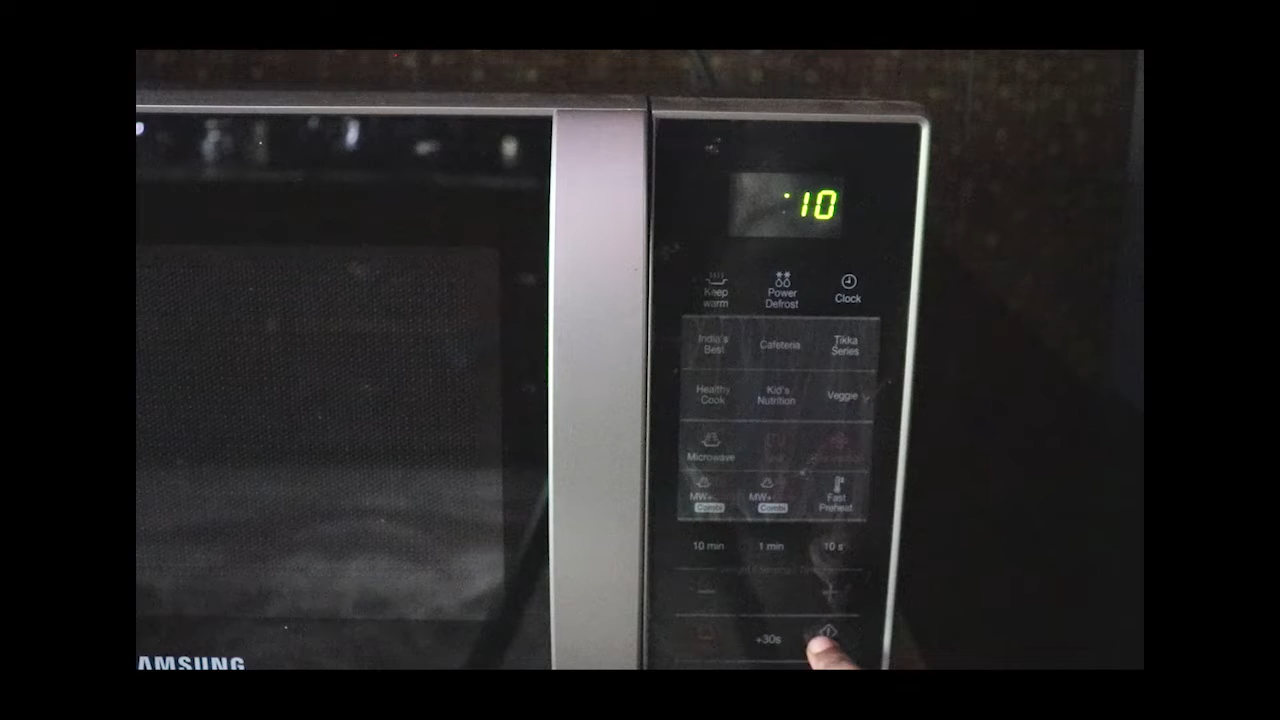 :10
Keep warm
Power Defrost
Clock
India's Best
Cafeteria
Tikka Series
Healthy Cook
Kid's Nutrition
Veggie
Microwave
MW+
Combi
MW+
Combi
Fast Preheat
10 min
1 min
10 s
+30s
AMSUNG